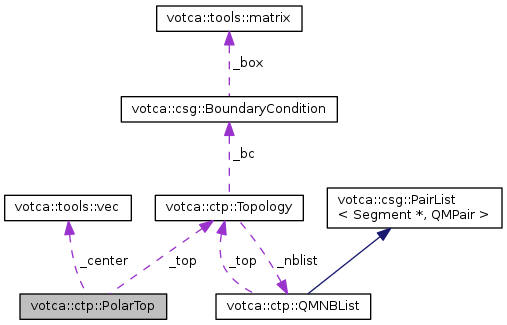 votca::tools::matrix
_box
votca::csg::BoundaryCondition
_bc
votca::tools::vec
votca::ctp::Topology
votca::csg::PairList
< Segment *, QMPair >
_center
_top
_top
_nblist
votca::ctp::PolarTop
votca::ctp::QMNBList